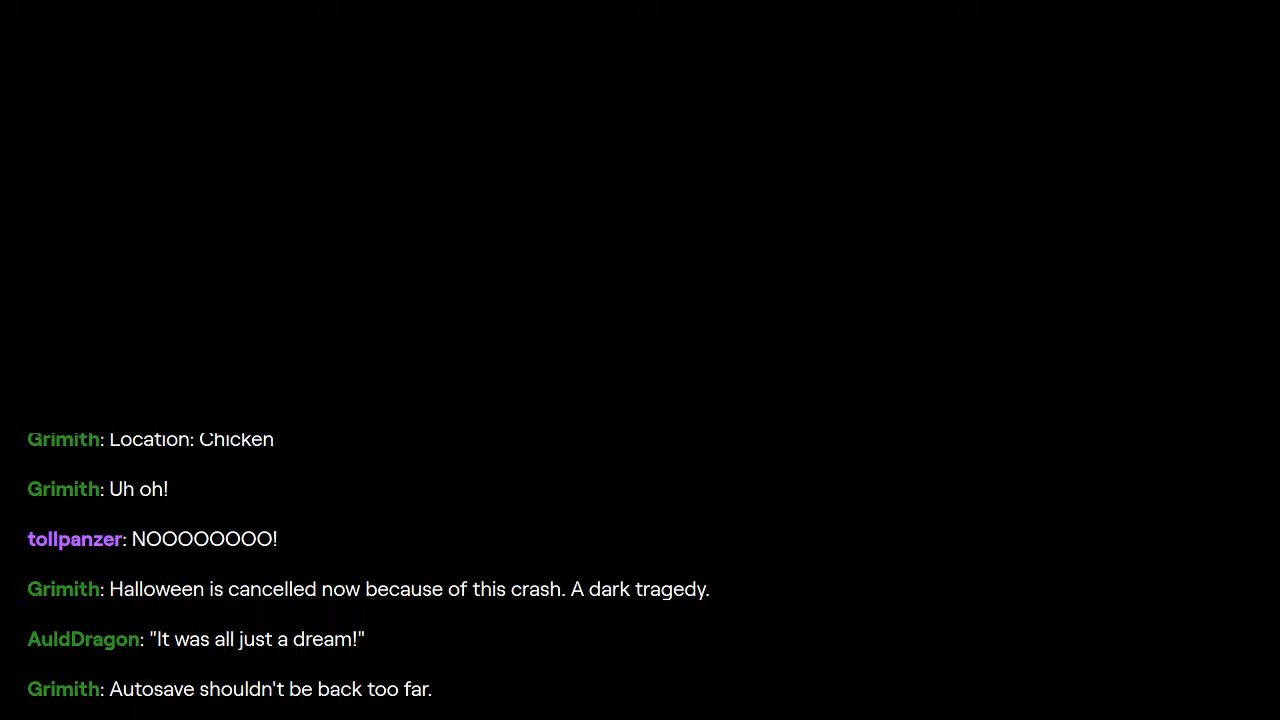 Grimith: Location: Chicken
Grimith: Uh oh!
tollpanzer: NOOOOOOOO!
Grimith: Halloween is cancelled now because of this crash. A dark tragedy.
AuldDragon: "It was all just a dream!"
Grimith: Autosave shouldn't be back too far.